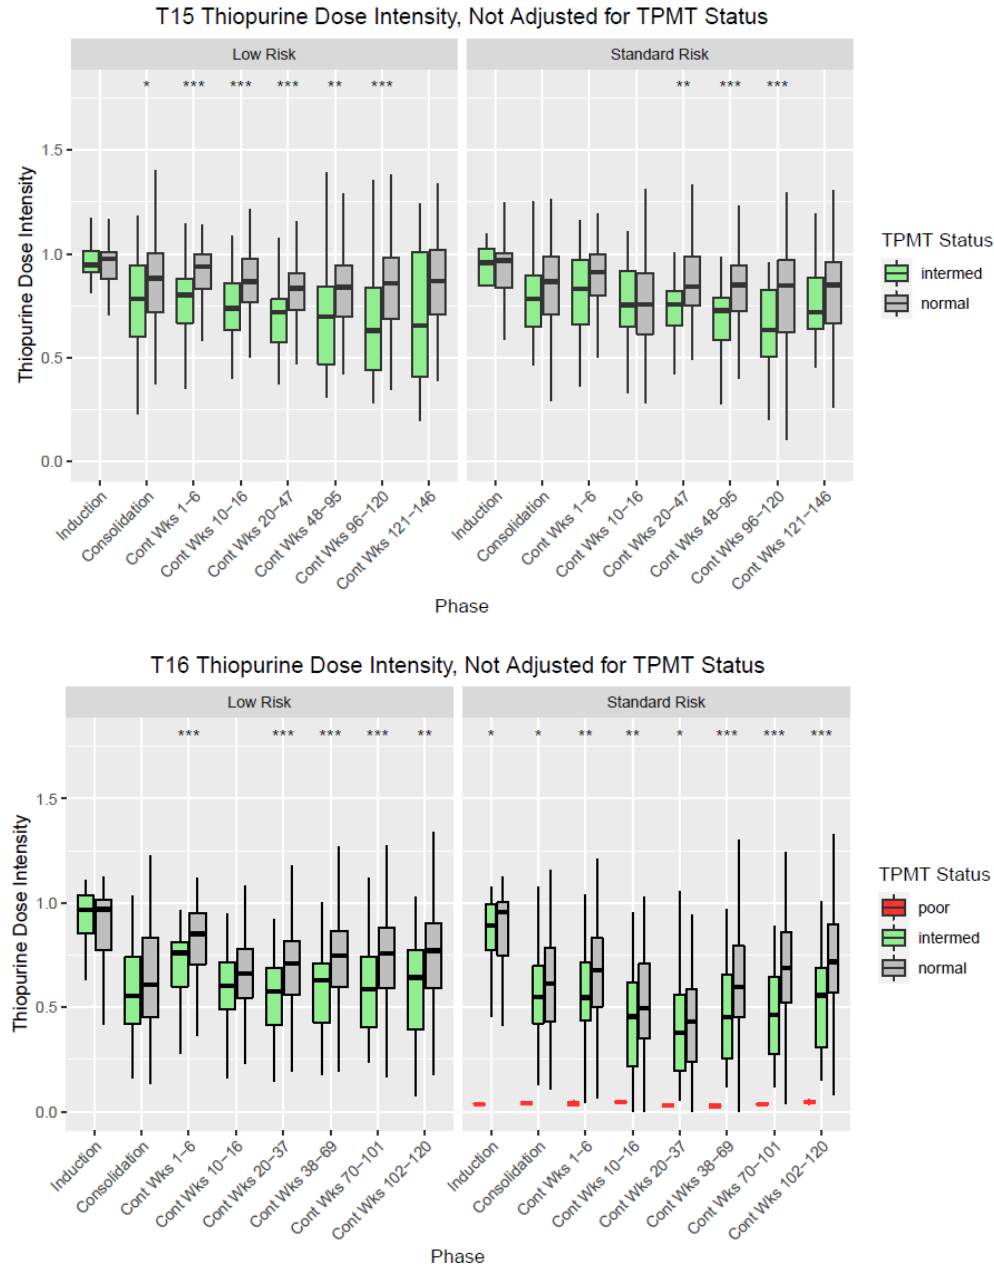 T15 Thiopurine Dose Intensity, Not Adjusted for TPMT Status
Low Risk
Standard Risk
* *** *** *** ** ***
** *** ***
Thiopurine Dose Intensity
1.5
1.0
0.5
0.0
Induction
Consolidation
Cont Wks 1−6
Cont Wks 10−16
Cont Wks 20−47
Cont Wks 48−95
Cont Wks 96−120
Cont Wks 121−146
Induction
Consolidation
Cont Wks 1−6
Cont Wks 10−16
Cont Wks 20−47
Cont Wks 48−95
Cont Wks 96−120
Cont Wks 121−146
Phase
TPMT Status
intermed
normal
T16 Thiopurine Dose Intensity, Not Adjusted for TPMT Status
Low Risk
Standard Risk
*** *** *** *** **
* * ** ** * *** *** ***
Thiopurine Dose Intensity
1.5
1.0
0.5
0.0
Induction
Consolidation
Cont Wks 1−6
Cont Wks 10−16
Cont Wks 20−37
Cont Wks 38−69
Cont Wks 70−101
Cont Wks 102−120
Induction
Consolidation
Cont Wks 1−6
Cont Wks 10−16
Cont Wks 20−37
Cont Wks 38−69
Cont Wks 70−101
Cont Wks 102−120
Phase
TPMT Status
poor
intermed
normal